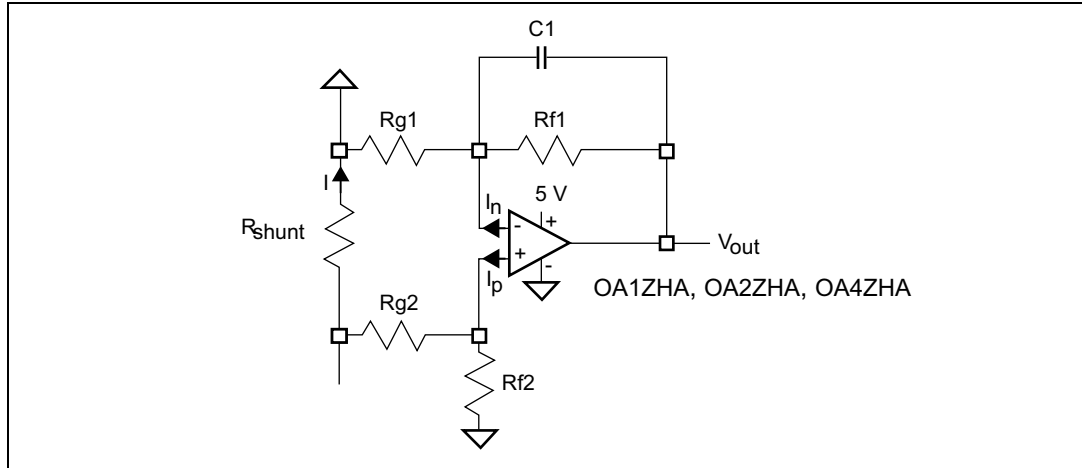 C1
Rg1
Rf1
I
In
5 V
Rshunt
-
+
+
-
Vout
Ip
OA1ZHA, OA2ZHA, OA4ZHA
Rg2
Rf2